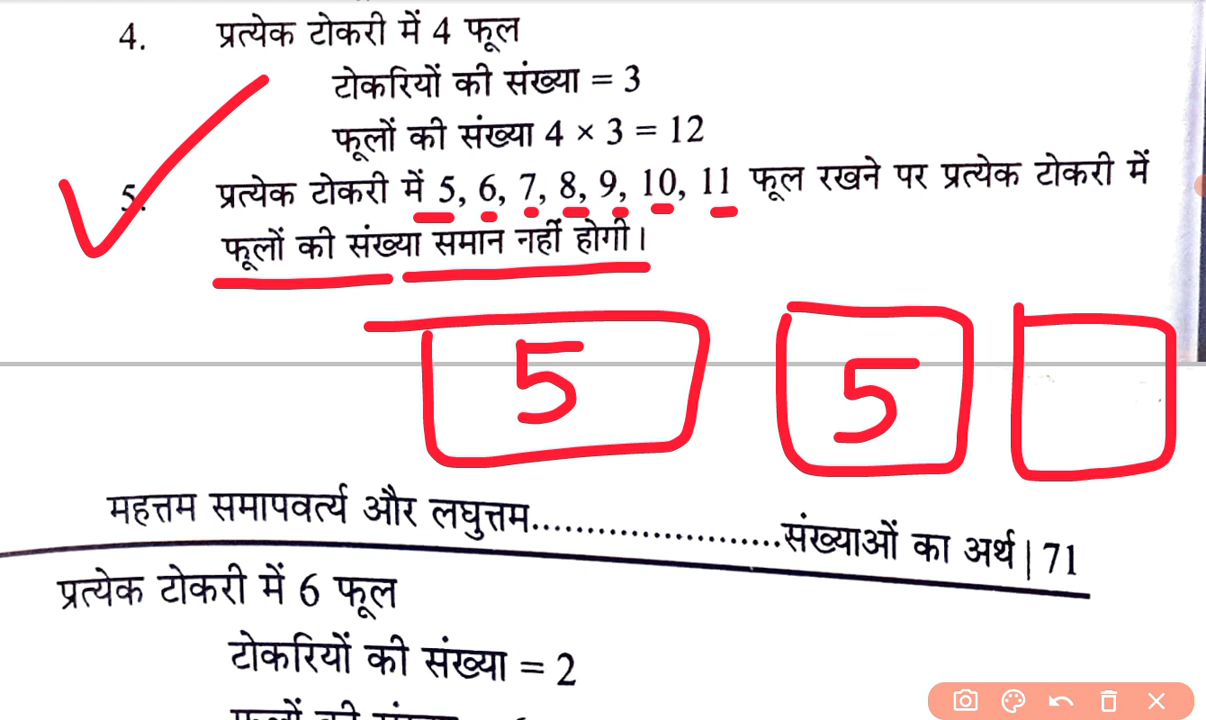 4. प्रत्येक टोकरी में 4 फूल
टोकरियों की संख्या = 3
फूलों की संख्या 4 × 3 = 12
5. प्रत्येक टोकरी में 5, 6, 7, 8, 9, 10, 11 फूल रखने पर प्रत्येक टोकरी में
फूलों की संख्या समान नहीं होगी।
5 5
महत्तम समापवर्त्य और लघुत्तम........................संख्याओं का अर्थ | 71
प्रत्येक टोकरी में 6 फूल
टोकरियों की संख्या = 2